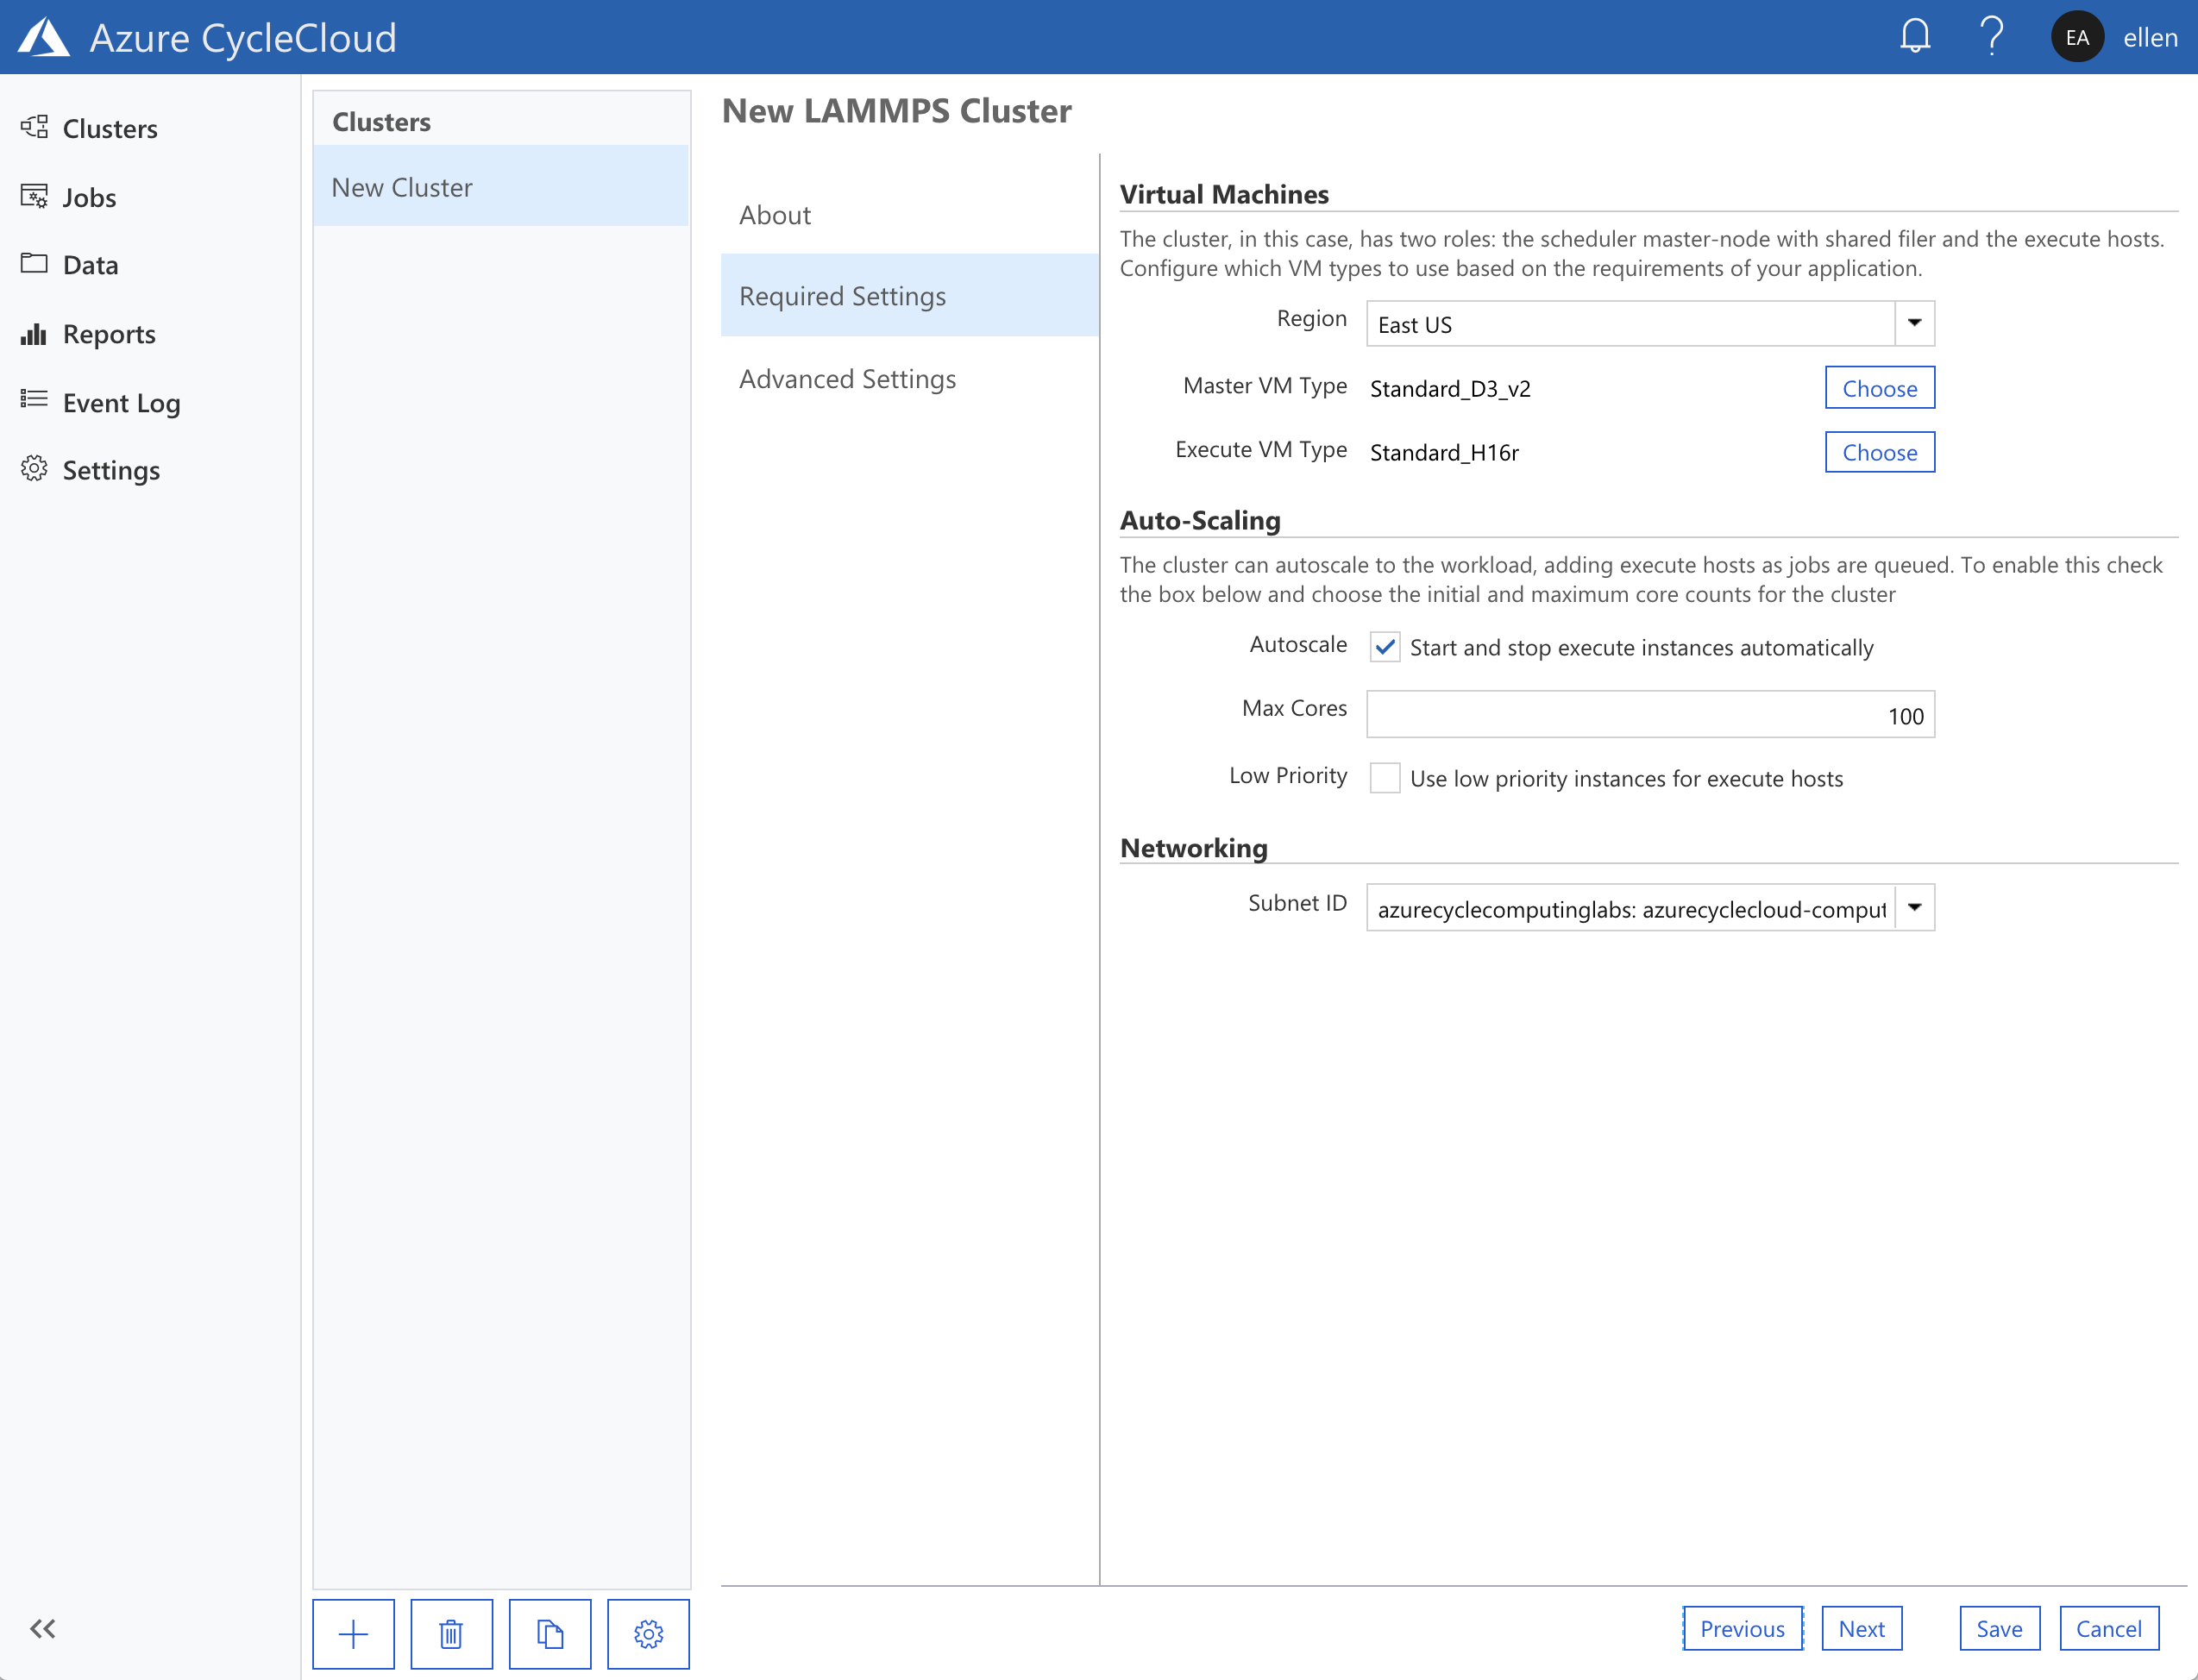 Azure CycleCloud
EA
ellen
Clusters
Jobs
Data
Reports
Event Log
Settings
Clusters
New Cluster
New LAMMPS Cluster
About
Required Settings
Advanced Settings
Virtual Machines
The cluster, in this case, has two roles: the scheduler master-node with shared filer and the execute hosts.
Configure which VM types to use based on the requirements of your application.
Region
East US
Master VM Type
Standard_D3_v2
Choose
Execute VM Type
Standard_H16r
Choose
Auto-Scaling
The cluster can autoscale to the workload, adding execute hosts as jobs are queued. To enable this check
the box below and choose the initial and maximum core counts for the cluster
Autoscale
Start and stop execute instances automatically
Max Cores
100
Low Priority
Use low priority instances for execute hosts
Networking
Subnet ID
azurecyclecomputinglabs: azurecyclecloud-comput
Previous
Next
Save
Cancel